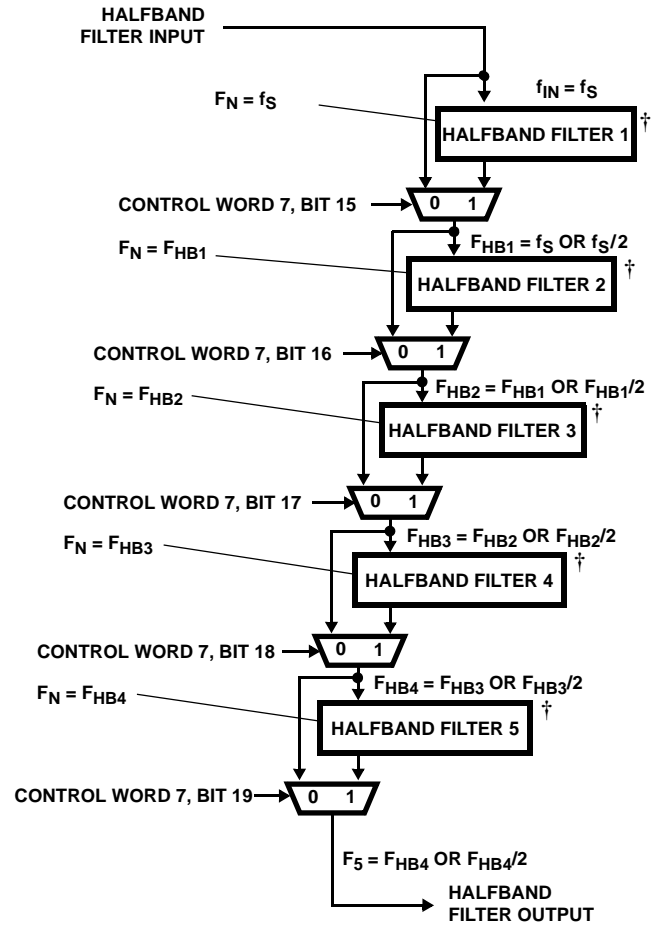 HALFBAND
FILTER INPUT
F_N = f_S
f_IN = f_S
HALFBAND FILTER 1
†
CONTROL WORD 7, BIT 15
0 1
F_N = F_HB1
F_HB1 = f_S OR f_S/2
HALFBAND FILTER 2
†
CONTROL WORD 7, BIT 16
0 1
F_N = F_HB2
F_HB2 = F_HB1 OR F_HB1/2
HALFBAND FILTER 3
†
CONTROL WORD 7, BIT 17
0 1
F_N = F_HB3
F_HB3 = F_HB2 OR F_HB2/2
HALFBAND FILTER 4
†
CONTROL WORD 7, BIT 18
0 1
F_N = F_HB4
F_HB4 = F_HB3 OR F_HB3/2
HALFBAND FILTER 5
†
CONTROL WORD 7, BIT 19
0 1
F_5 = F_HB4 OR F_HB4/2
HALFBAND
FILTER OUTPUT